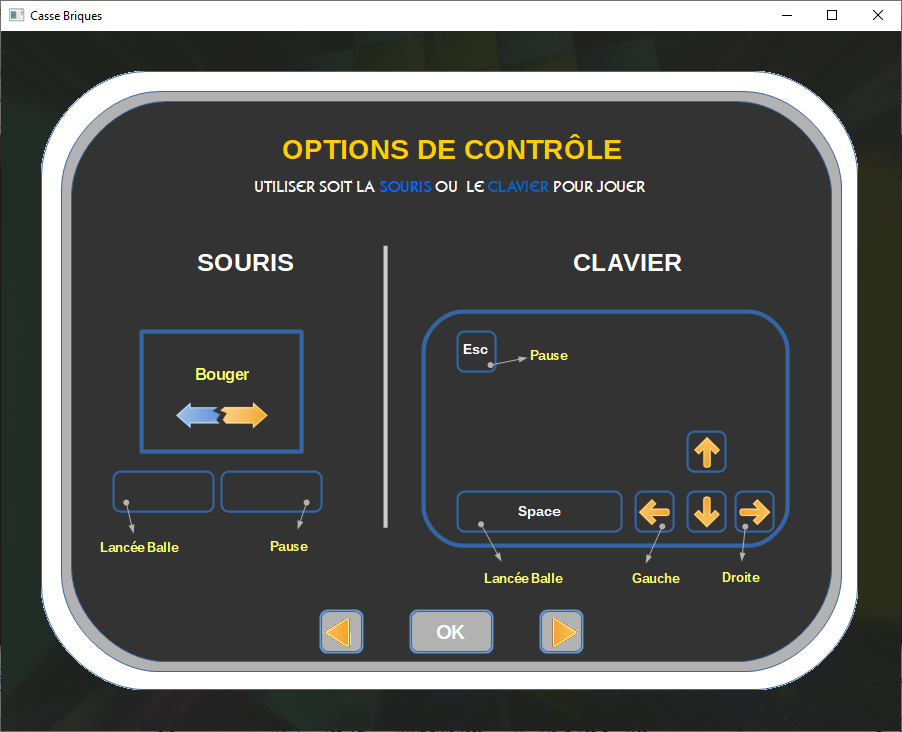 Casse Briques
OPTIONS DE CONTRÔLE
UTILISER SOIT LA SOURIS OU LE CLAVIER POUR JOUER
SOURIS
Bouger
Lancée Balle
Pause
CLAVIER
Esc
Pause
Space
Lancée Balle
Gauche
Droite
OK